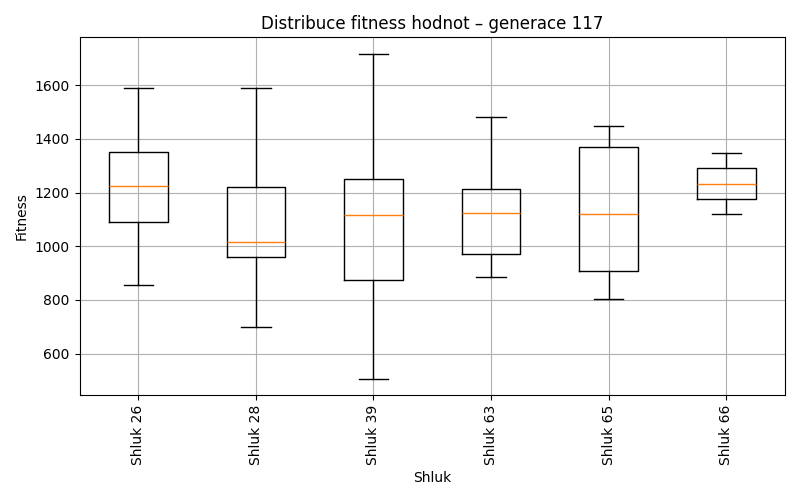 Distribuce fitness hodnot – generace 117
Fitness
1600
1400
1200
1000
800
600
Shluk 26
Shluk 28
Shluk 39
Shluk 63
Shluk 65
Shluk 66
Shluk